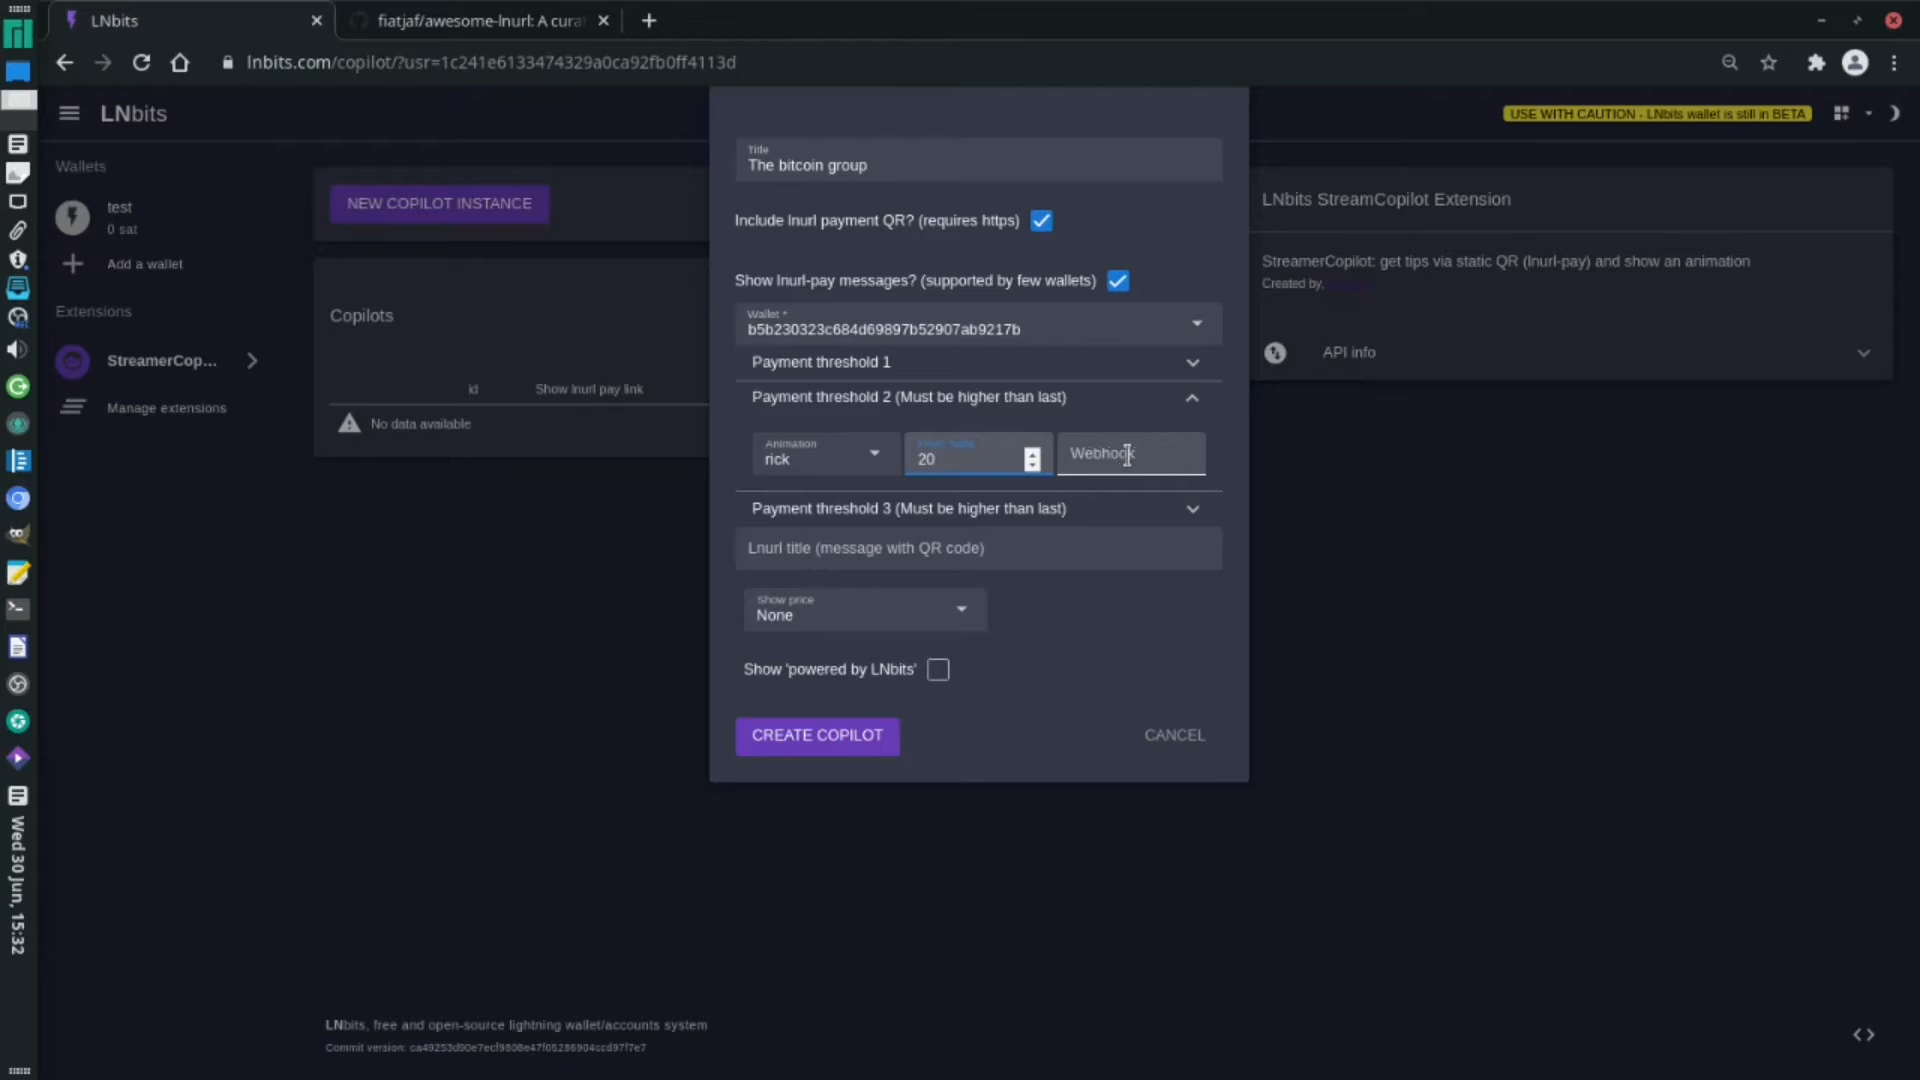 LNbits
fiatjaf/awesome-lnurl: A cura
lnbits.com/copilot/?usr=1c241e6133474329a0ca92fb0ff4113d
LNbits
USE WITH CAUTION - LNbits wallet is still in BETA
Wallets
test
0 sat
Add a wallet
Extensions
StreamerCop...
Manage extensions
NEW COPILOT INSTANCE
Copilots
id
Show lnurl pay link
No data available
Title
The bitcoin group
Include lnurl payment QR? (requires https)
Show lnurl-pay messages? (supported by few wallets)
Wallet *
b5b230323c684d69897b52907ab9217b
Payment threshold 1
Payment threshold 2 (Must be higher than last)
Animation
rick
20
Webhook
Payment threshold 3 (Must be higher than last)
Lnurl title (message with QR code)
Show price
None
Show 'powered by LNbits'
CREATE COPILOT
CANCEL
LNbits StreamCopilot Extension
StreamerCopilot: get tips via static QR (lnurl-pay) and show an animation
Created by,
API info
LNbits, free and open-source lightning wallet/accounts system
Commit version: ca49253d90e7ecf9808e47f05286904ccd97f7e7
Wed 30 Jun, 15:32